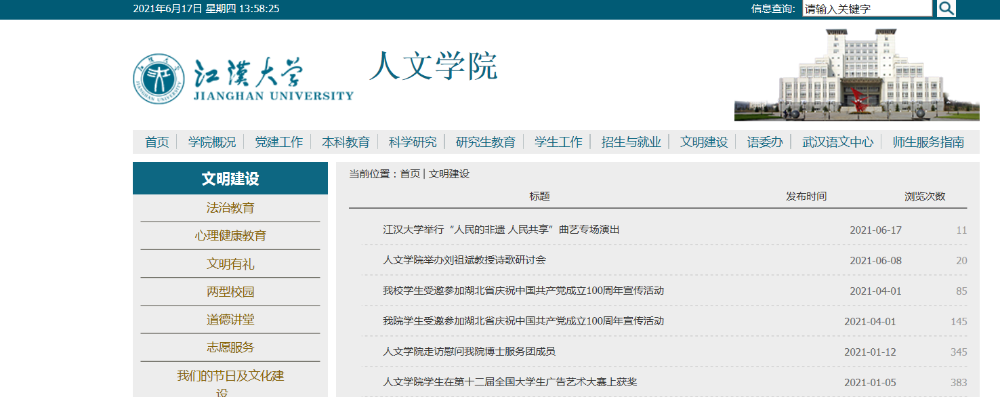 2021年6月17日 星期四 13:58:25
信息查询: 请输入关键字
江漢大学
JIANGHAN UNIVERSITY
人文学院
首页 学院概况 党建工作 本科教育 科学研究 研究生教育 学生工作 招生与就业 文明建设 语委办 武汉语文中心 师生服务指南
文明建设
法治教育
心理健康教育
文明有礼
两型校园
道德讲堂
志愿服务
我们的节日及文化建
设
当前位置：首页 | 文明建设
标题 发布时间 浏览次数
江汉大学举行“人民的非遗 人民共享”曲艺专场演出 2021-06-17 11
人文学院举办刘祖斌教授诗歌研讨会 2021-06-08 20
我校学生受邀参加湖北省庆祝中国共产党成立100周年宣传活动 2021-04-01 85
我院学生受邀参加湖北省庆祝中国共产党成立100周年宣传活动 2021-04-01 145
人文学院走访慰问我院博士服务团成员 2021-01-12 345
人文学院学生在第十二届全国大学生广告艺术大赛上获奖 2021-01-05 383